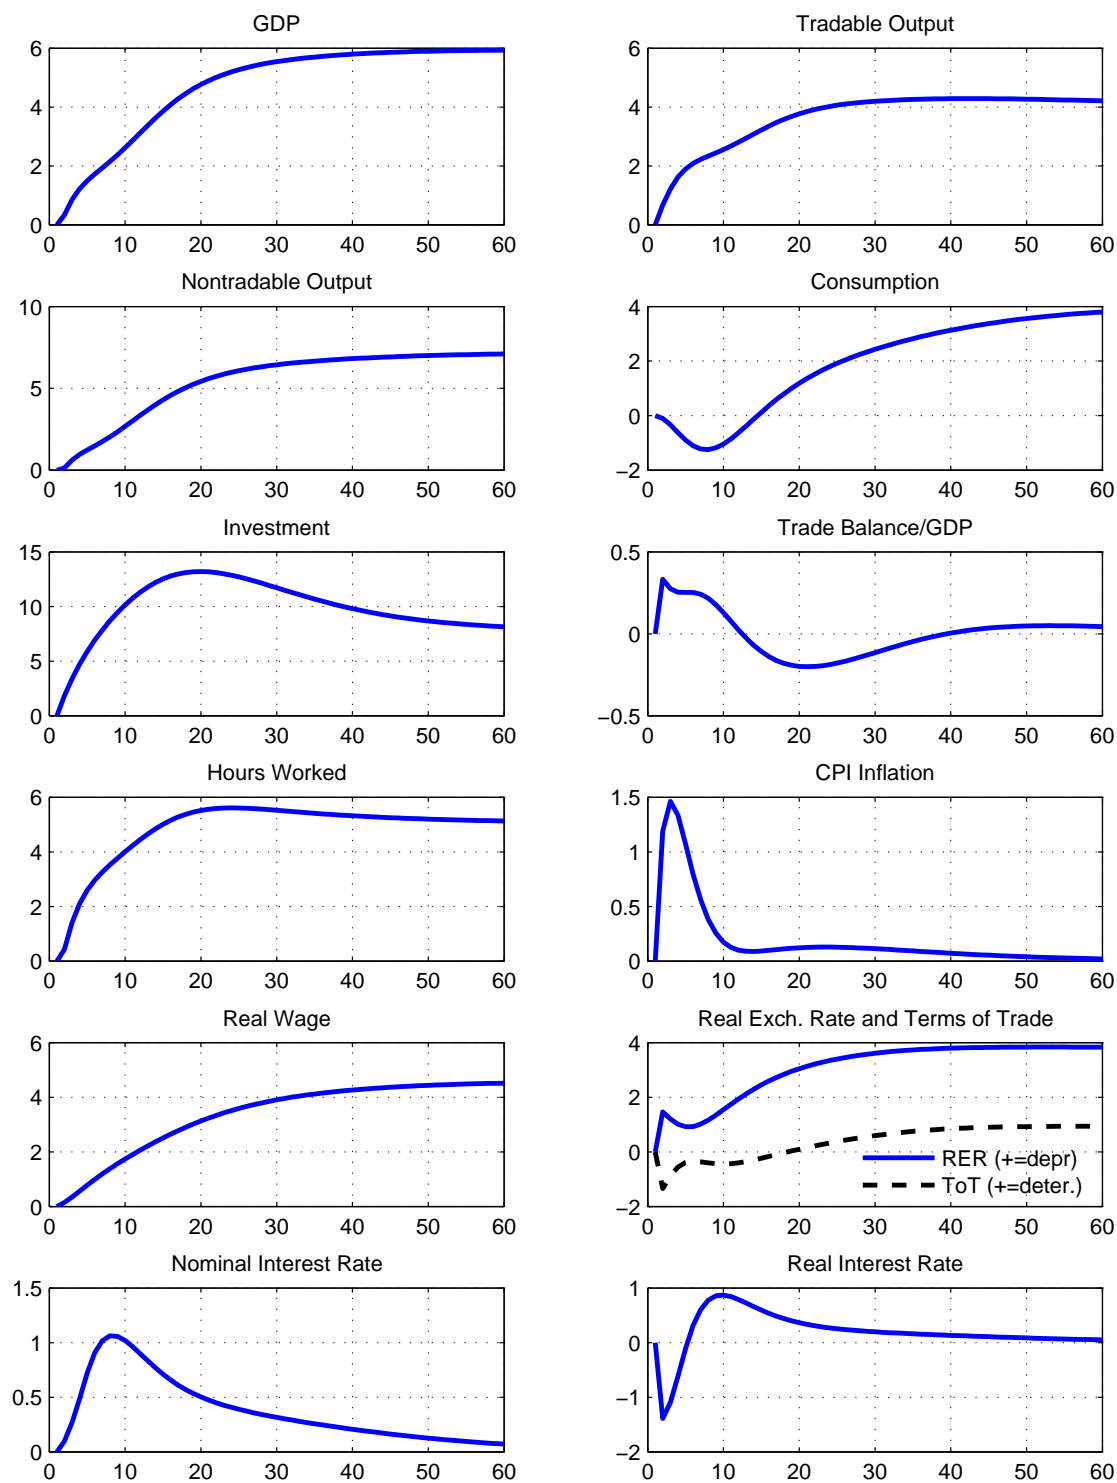 GDP
Tradable Output
6
4
2
0
0 10 20 30 40 50 60
6
4
2
0
0 10 20 30 40 50 60
Nontradable Output
Consumption
10
5
0
0 10 20 30 40 50 60
4
2
0
−2
0 10 20 30 40 50 60
Investment
Trade Balance/GDP
15
10
5
0
0 10 20 30 40 50 60
0.5
0
−0.5
0 10 20 30 40 50 60
Hours Worked
CPI Inflation
6
4
2
0
0 10 20 30 40 50 60
1.5
1
0.5
0
0 10 20 30 40 50 60
Real Wage
Real Exch. Rate and Terms of Trade
6
4
2
0
0 10 20 30 40 50 60
4
2
0
−2
RER (+=depr)
ToT (+=deter.)
0 10 20 30 40 50 60
Nominal Interest Rate
Real Interest Rate
1.5
1
0.5
0
0 10 20 30 40 50 60
1
0
−1
−2
0 10 20 30 40 50 60